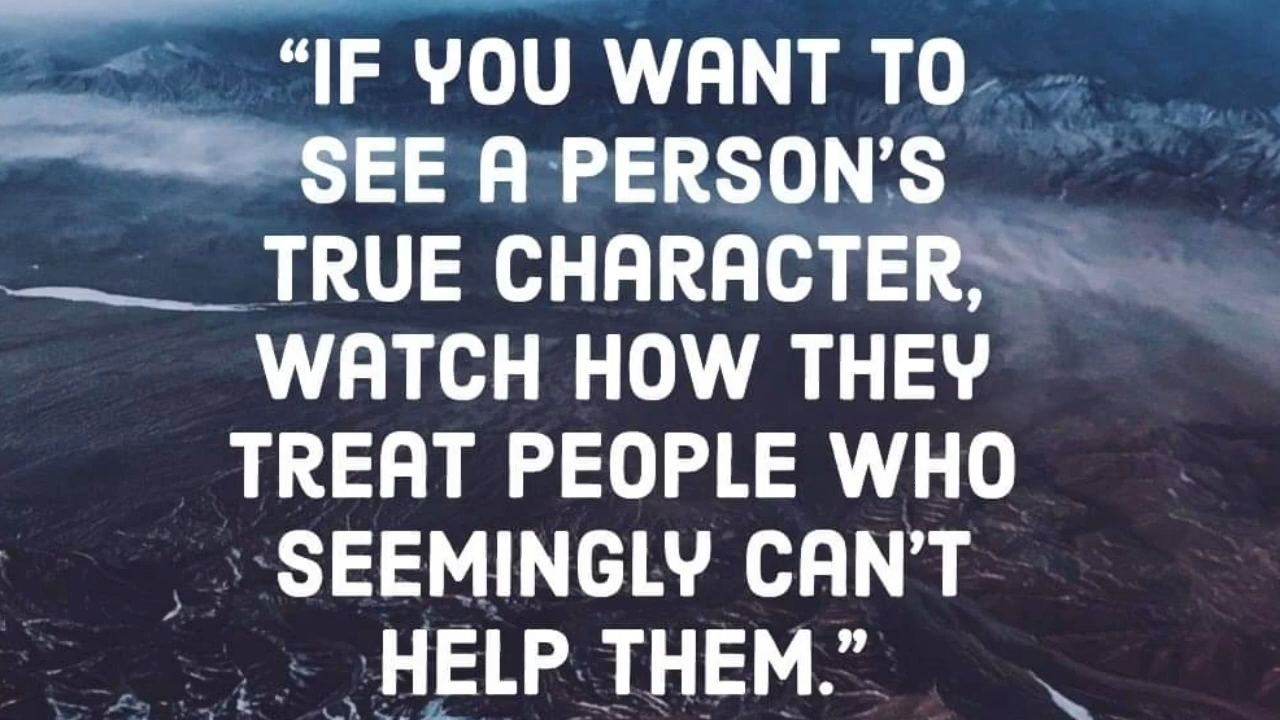 “IF YOU WANT TO
SEE A PERSON’S
TRUE CHARACTER,
WATCH HOW THEY
TREAT PEOPLE WHO
SEEMINGLY CAN’T
HELP THEM.”